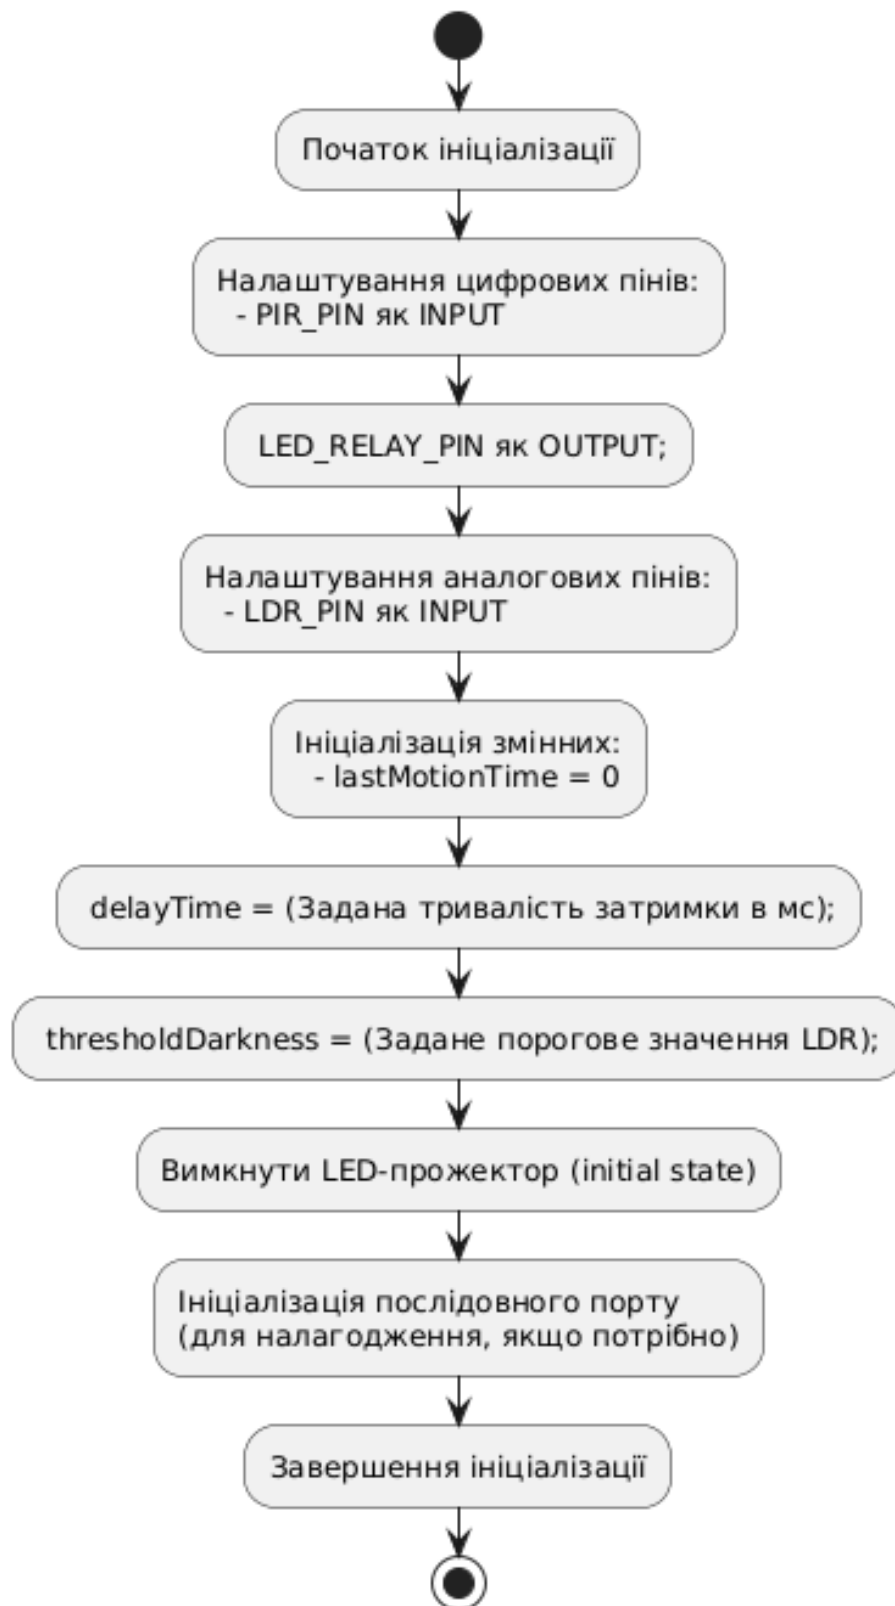 Початок ініціалізації
Налаштування цифрових пінів:
- PIR_PIN як INPUT
LED_RELAY_PIN як OUTPUT;
Налаштування аналогових пінів:
- LDR_PIN як INPUT
Ініціалізація змінних:
- lastMotionTime = 0
delayTime = (Задана тривалість затримки в мс);
thresholdDarkness = (Задане порогове значення LDR);
Вимкнути LED-прожектор (initial state)
Ініціалізація послідовного порту
(для налагодження, якщо потрібно)
Завершення ініціалізації